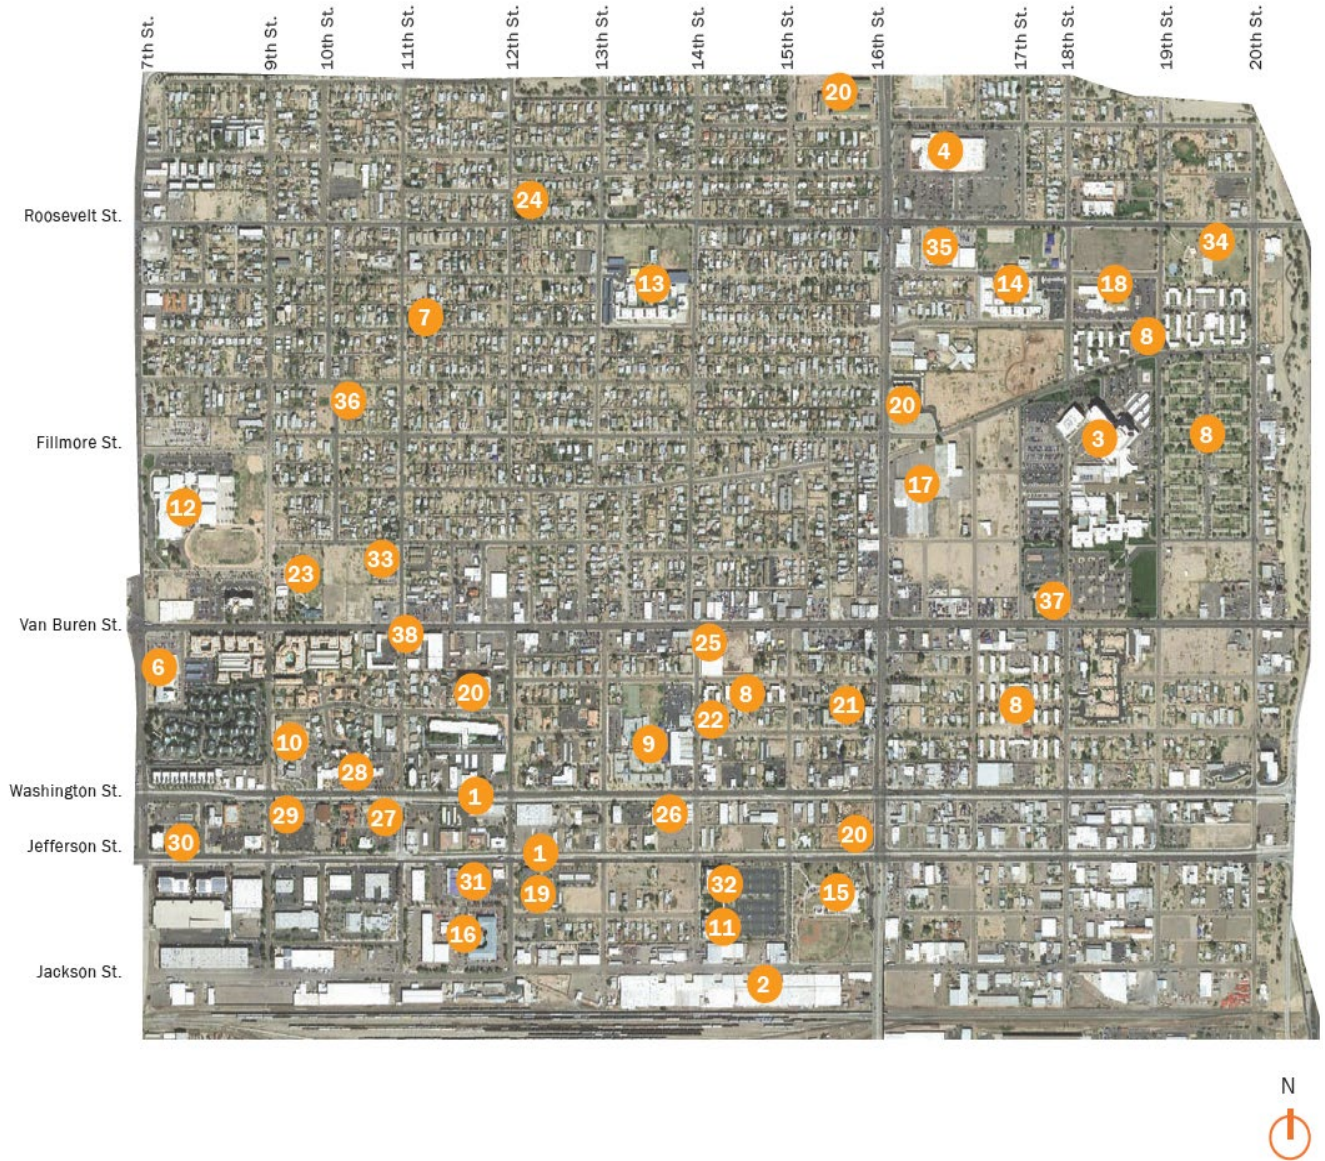 7th St.
9th St.
10th St.
11th St.
12th St.
13th St.
14th St.
15th St.
16th St.
17th St.
18th St.
19th St.
20th St.
20
4
24
Roosevelt St.
35
34
13
14
18
7
8
36
20
Fillmore St.
3
8
17
12
33
23
37
Van Buren St.
38
25
6
20
8
21
8
22
10
9
28
Washington St.
1
29
27
26
20
30
Jefferson St.
1
31
32
19
15
11
16
Jackson St.
2
N